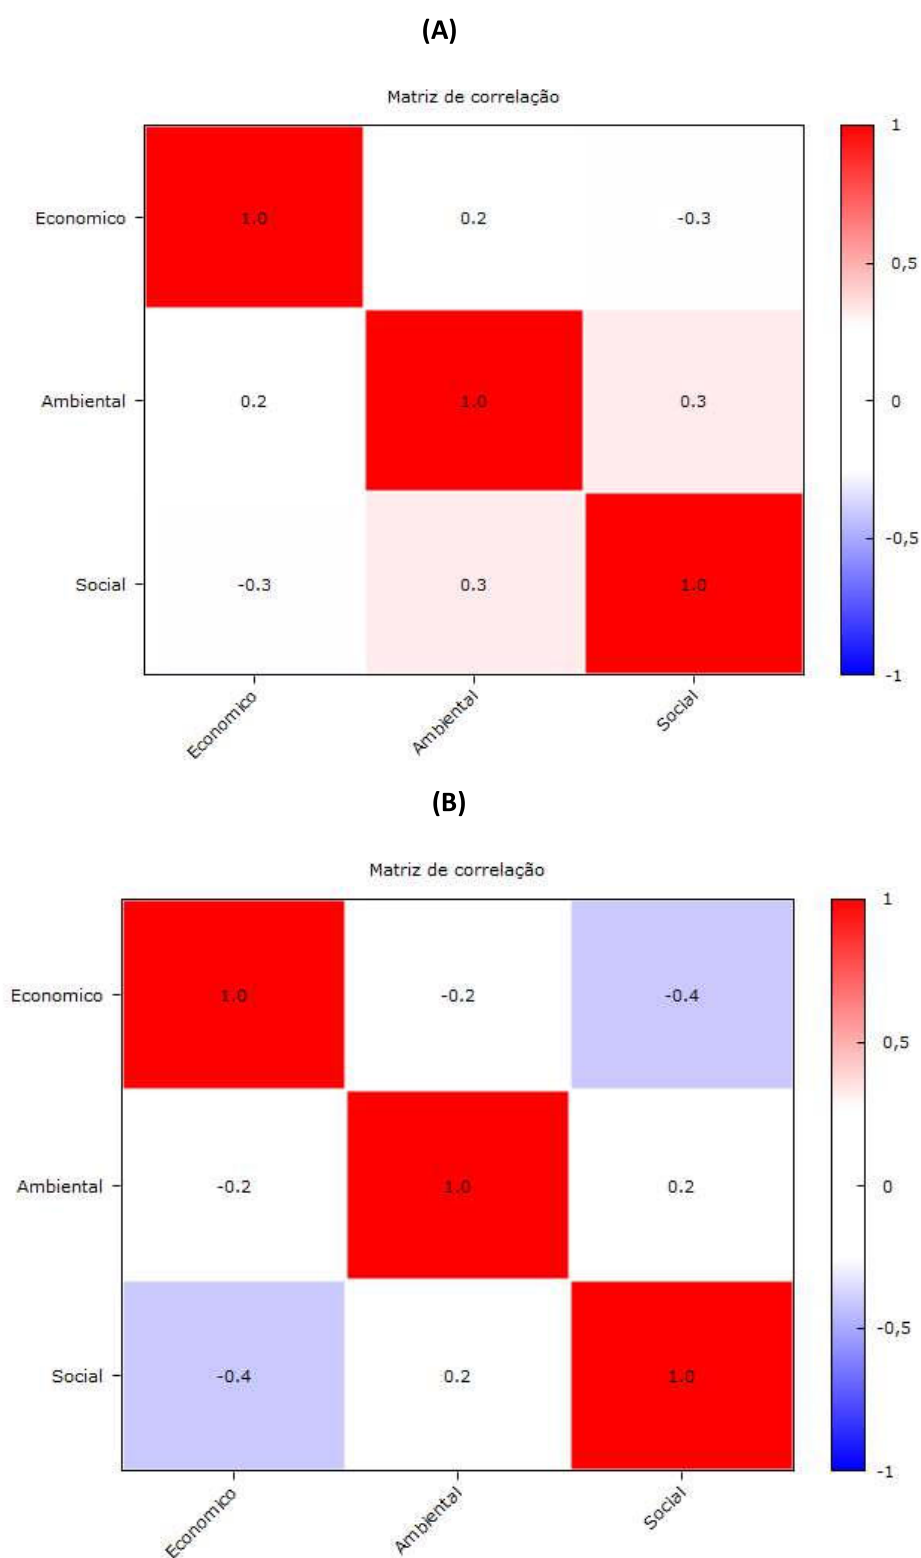 (A)
Matriz de correlação
1
Economico 1.0 0.2 -0.3
0,5
Ambiental 0.2 1.0 0.3
0
-0,5
Social -0.3 0.3 1.0
-1
Economico Ambiental Social
(B)
Matriz de correlação
1
Economico 1.0 -0.2 -0.4
0,5
Ambiental -0.2 1.0 0.2
0
-0,5
Social -0.4 0.2 1.0
-1
Economico Ambiental Social